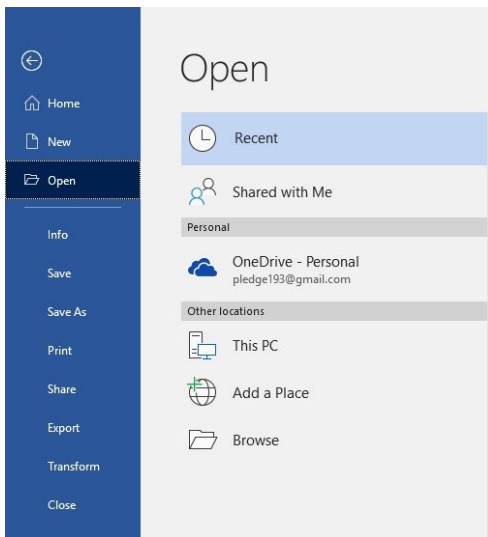 Home
New
Open
Info
Save
Save As
Print
Share
Export
Transform
Close
Open
Recent
Shared with Me
Personal
OneDrive - Personal
pledge193@gmail.com
Other locations
This PC
Add a Place
Browse